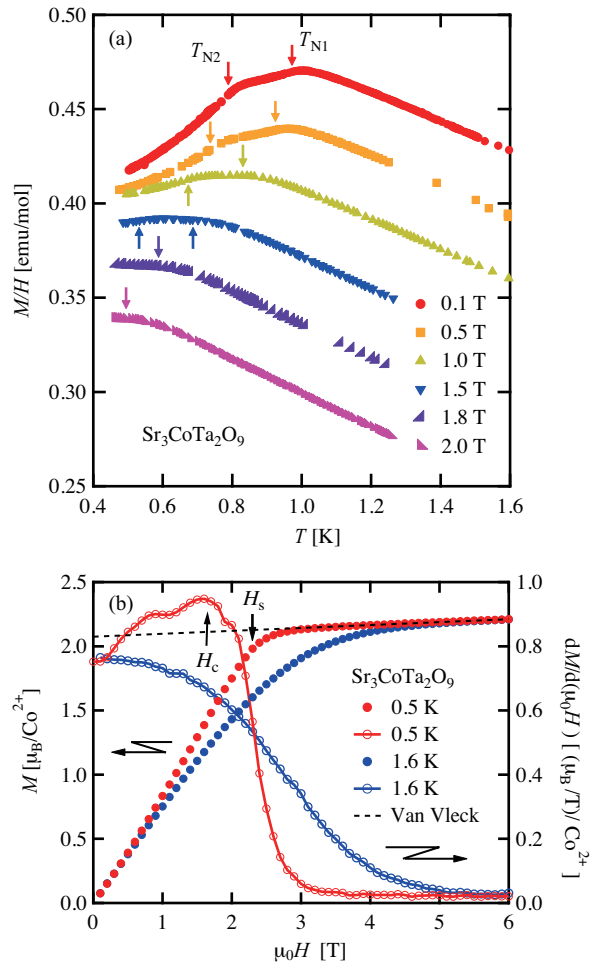 (a)
T_N2
T_N1
0.50
0.45
0.40
0.35
0.30
0.25
M/H [emu/mol]
0.1 T
0.5 T
1.0 T
1.5 T
1.8 T
2.0 T
Sr₃CoTa₂O₉
0.4 0.6 0.8 1.0 1.2 1.4 1.6
T [K]
(b)
H_s
H_c
2.5
2.0
1.5
1.0
0.5
0.0
M [μ_B/Co²⁺]
1.0
0.8
0.6
0.4
0.2
0.0
dM/d(μ₀H) [(μ_B/T)/Co²⁺]
Sr₃CoTa₂O₉
0.5 K
0.5 K
1.6 K
1.6 K
Van Vleck
0 1 2 3 4 5 6
μ₀H [T]